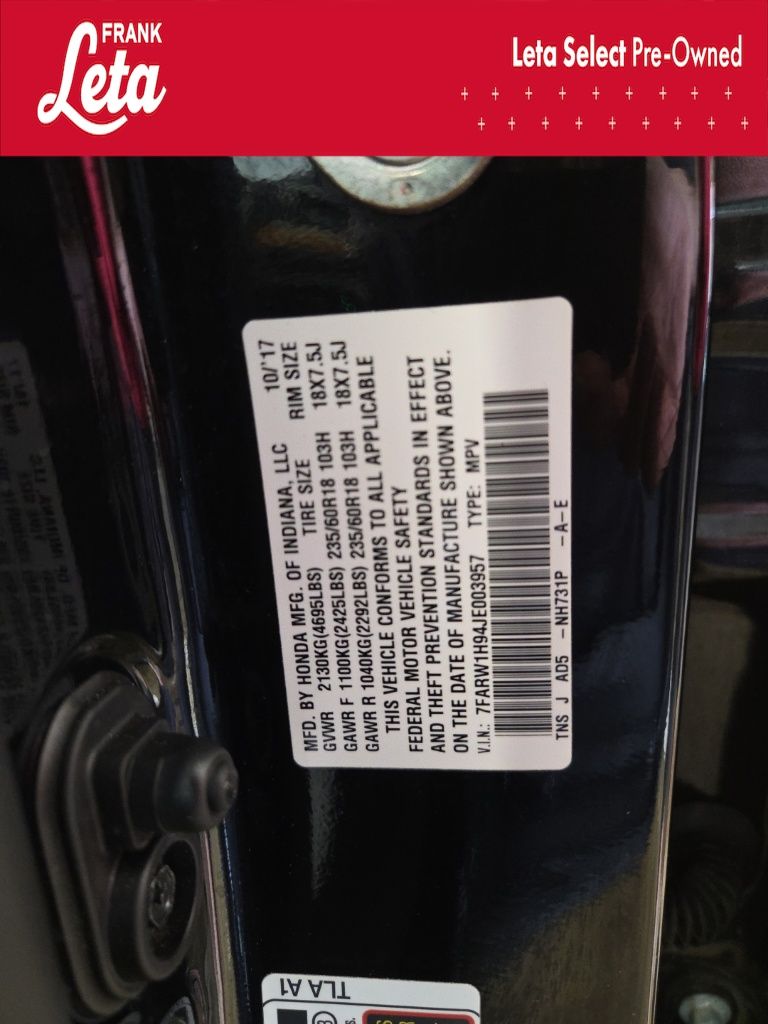 FRANK
Leta
Leta Select Pre-Owned
MFD. BY HONDA MFG. OF INDIANA, LLC 10/'17
GVWR 2130KG(4695LBS) TIRE SIZE RIM SIZE
GAWR F 1100KG(2425LBS) 235/60R18 103H 18X7.5J
GAWR R 1040KG(2292LBS) 235/60R18 103H 18X7.5J
THIS VEHICLE CONFORMS TO ALL APPLICABLE
FEDERAL MOTOR VEHICLE SAFETY
AND THEFT PREVENTION STANDARDS IN EFFECT
ON THE DATE OF MANUFACTURE SHOWN ABOVE.
V.I.N.: 7FARW1H94JE003957 TYPE: MPV
TNS J AD5 -NH731P -A-E
TLA A1